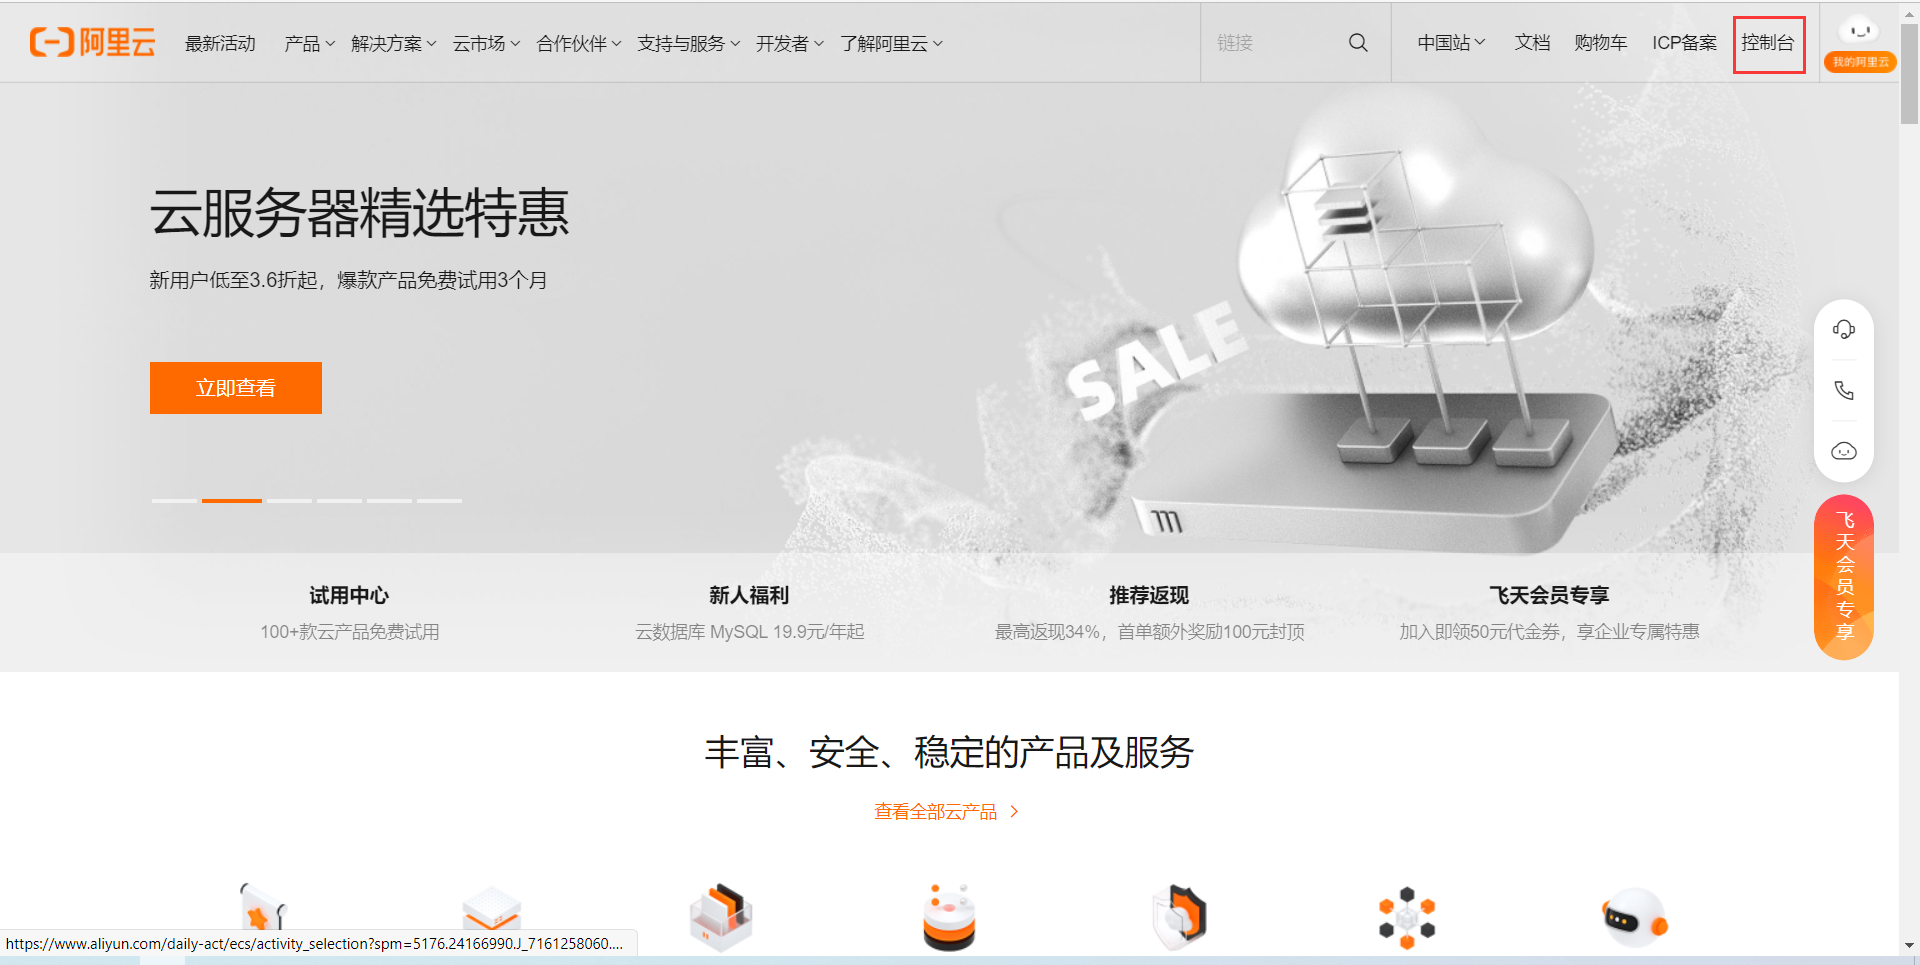 阿里云
最新活动 产品 解决方案 云市场 合作伙伴 支持与服务 开发者 了解阿里云
链接
中国站 文档 购物车 ICP备案 控制台
我的阿里云
云服务器精选特惠
新用户低至3.6折起，爆款产品免费试用3个月
立即查看
SALE
飞天会员专享
试用中心
100+款云产品免费试用
新人福利
云数据库 MySQL 19.9元/年起
推荐返现
最高返现34%，首单额外奖励100元封顶
飞天会员专享
加入即领50元代金券，享企业专属特惠
丰富、安全、稳定的产品及服务
查看全部云产品
https://www.aliyun.com/daily-act/ecs/activity_selection?spm=5176.24166990.J_7161258060....